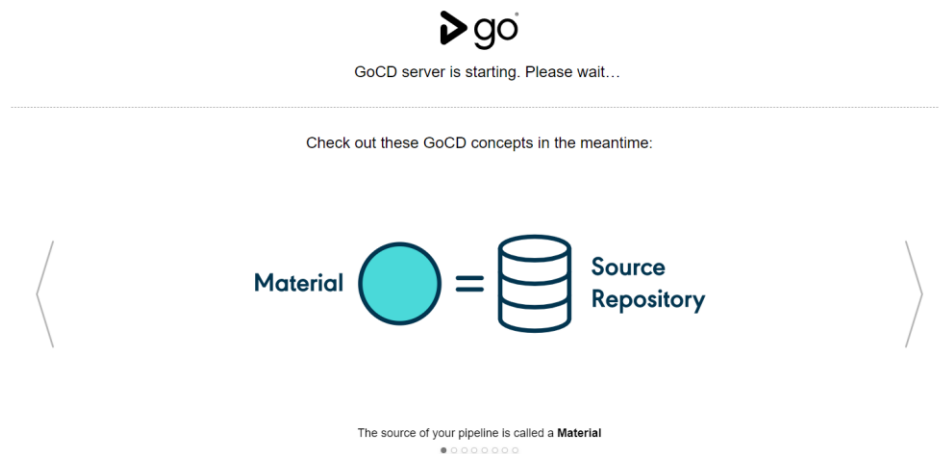 go
GoCD server is starting. Please wait…
Check out these GoCD concepts in the meantime:
Material
=
Source
Repository
The source of your pipeline is called a Material